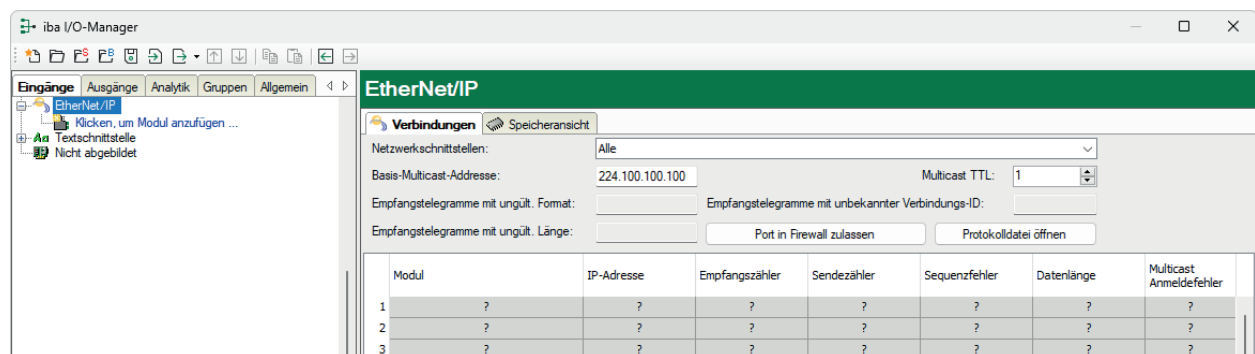 iba I/O-Manager
Eingänge Ausgänge Analytik Gruppen Allgemein
EtherNet/IP
Klicken, um Modul anzufügen ...
Textschnittstelle
Nicht abgebildet
EtherNet/IP
Verbindungen Speicheransicht
Netzwerkschnittstellen: Alle
Basis-Multicast-Addresse: 224.100.100.100 Multicast TTL: 1
Empfangstelegramme mit ungült. Format: Empfangstelegramme mit unbekannter Verbindungs-ID:
Empfangstelegramme mit ungült. Länge: Port in Firewall zulassen Protokolldatei öffnen
Modul IP-Adresse Empfangszähler Sendezähler Sequenzfehler Datenlänge Multicast Anmeldefehler
1 ? ? ? ? ? ? ?
2 ? ? ? ? ? ? ?
3 ? ? ? ? ? ? ?